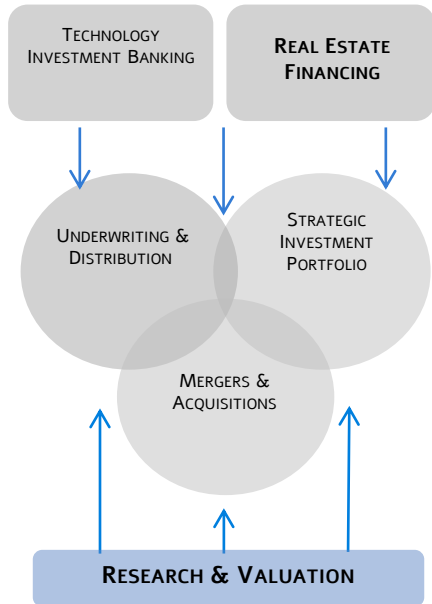 TECHNOLOGY
INVESTMENT BANKING
REAL ESTATE
FINANCING
UNDERWRITING &
DISTRIBUTION
STRATEGIC
INVESTMENT
PORTFOLIO
MERGERS &
ACQUISITIONS
RESEARCH & VALUATION